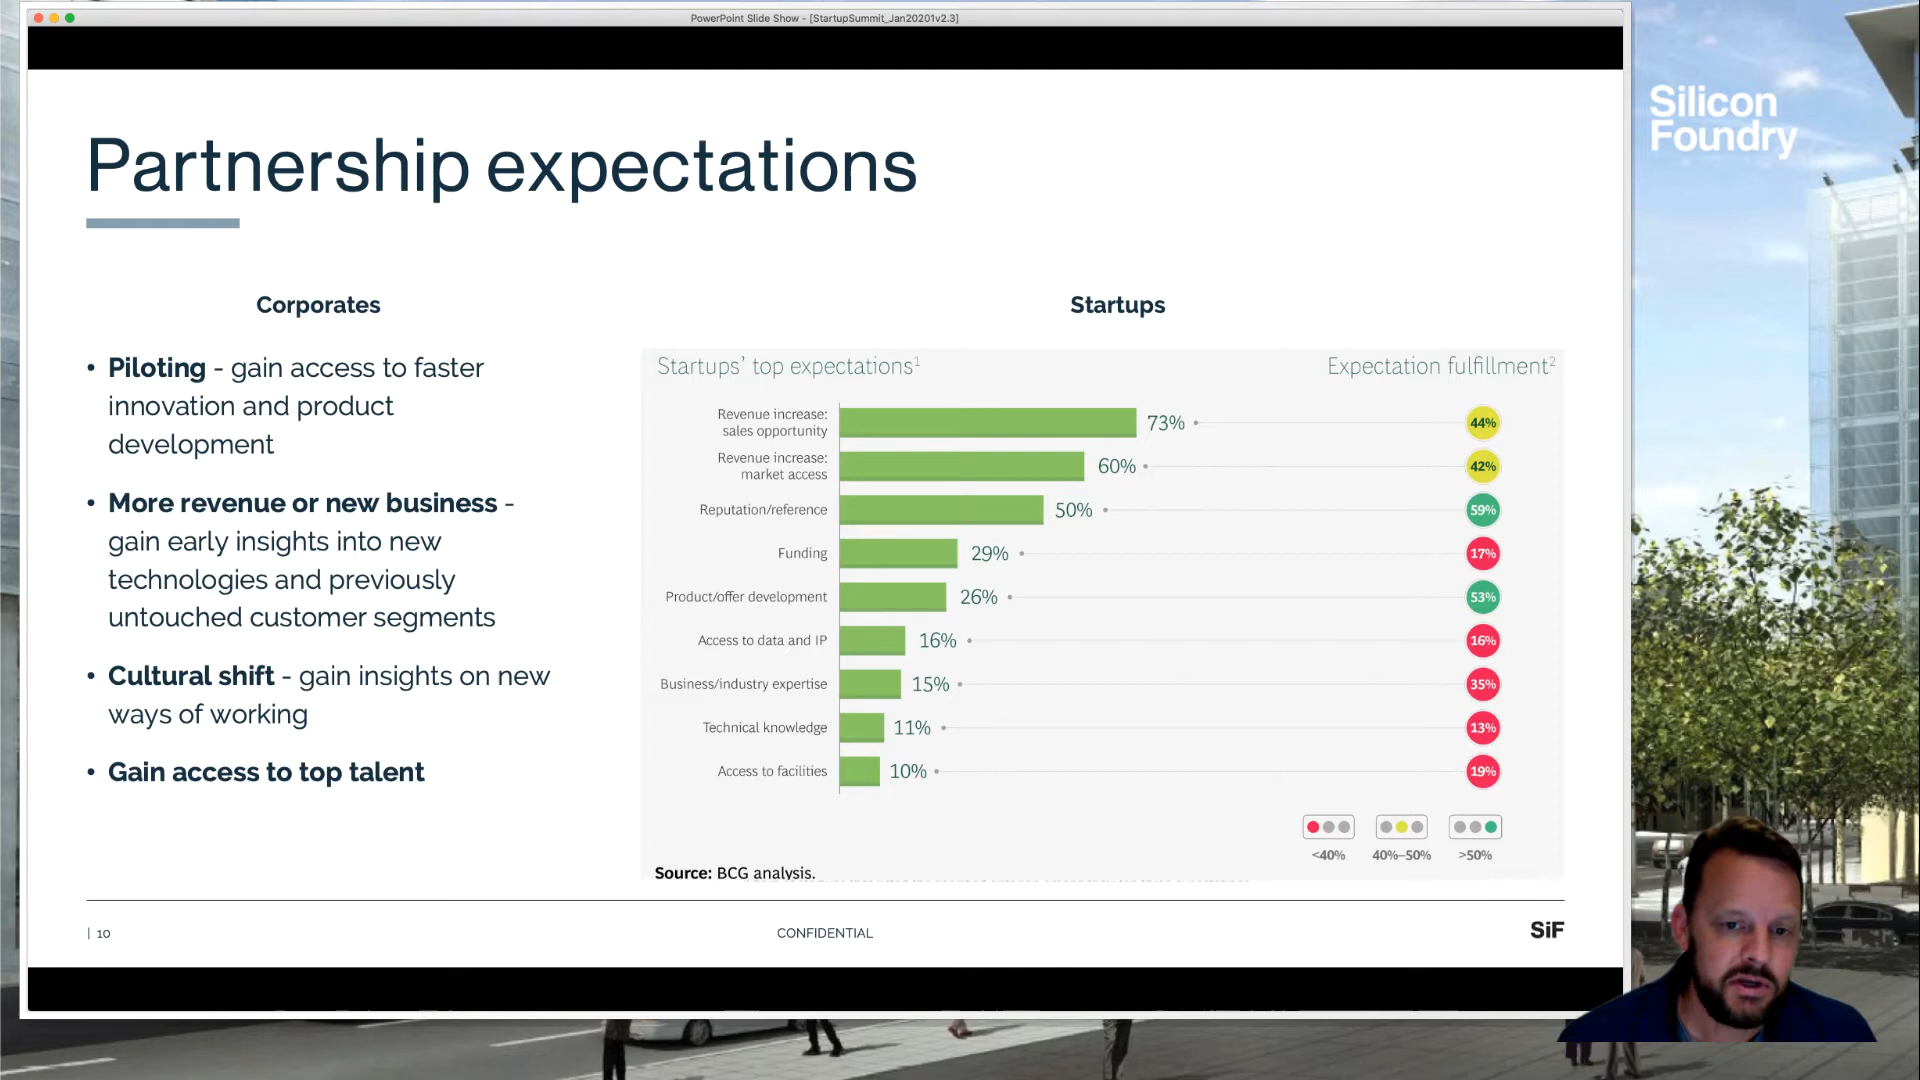 PowerPoint Slide Show - [StartupSummit_Jan20201v2.3]
Silicon
Foundry
Partnership expectations
Corporates
• Piloting - gain access to faster
innovation and product
development
• More revenue or new business -
gain early insights into new
technologies and previously
untouched customer segments
• Cultural shift - gain insights on new
ways of working
• Gain access to top talent
Startups
Startups' top expectations¹
Expectation fulfillment²
Revenue increase:
sales opportunity
73%
44%
Revenue increase:
market access
60%
42%
Reputation/reference
50%
59%
Funding
29%
17%
Product/offer development
26%
53%
Access to data and IP
16%
16%
Business/industry expertise
15%
35%
Technical knowledge
11%
13%
Access to facilities
10%
19%
<40%
40%–50%
>50%
Source: BCG analysis.
| 10
CONFIDENTIAL
SiF